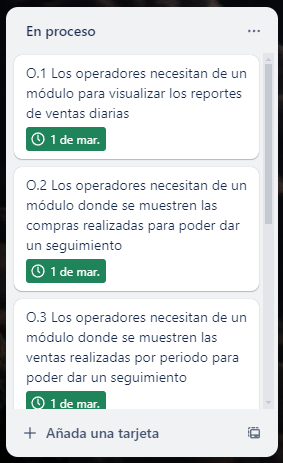 En proceso
O.1 Los operadores necesitan de un
módulo para visualizar los reportes
de ventas diarias
1 de mar.
O.2 Los operadores necesitan de un
módulo donde se muestren las
compras realizadas para poder dar
un seguimiento
1 de mar.
O.3 Los operadores necesitan de un
módulo donde se muestren las
ventas realizadas por periodo para
poder dar un seguimiento
1 de mar.
Añada una tarjeta